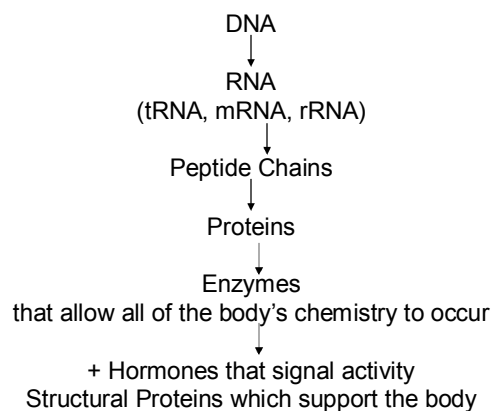 DNA
RNA
(tRNA, mRNA, rRNA)
Peptide Chains
Proteins
Enzymes
that allow all of the body's chemistry to occur
+ Hormones that signal activity
Structural Proteins which support the body